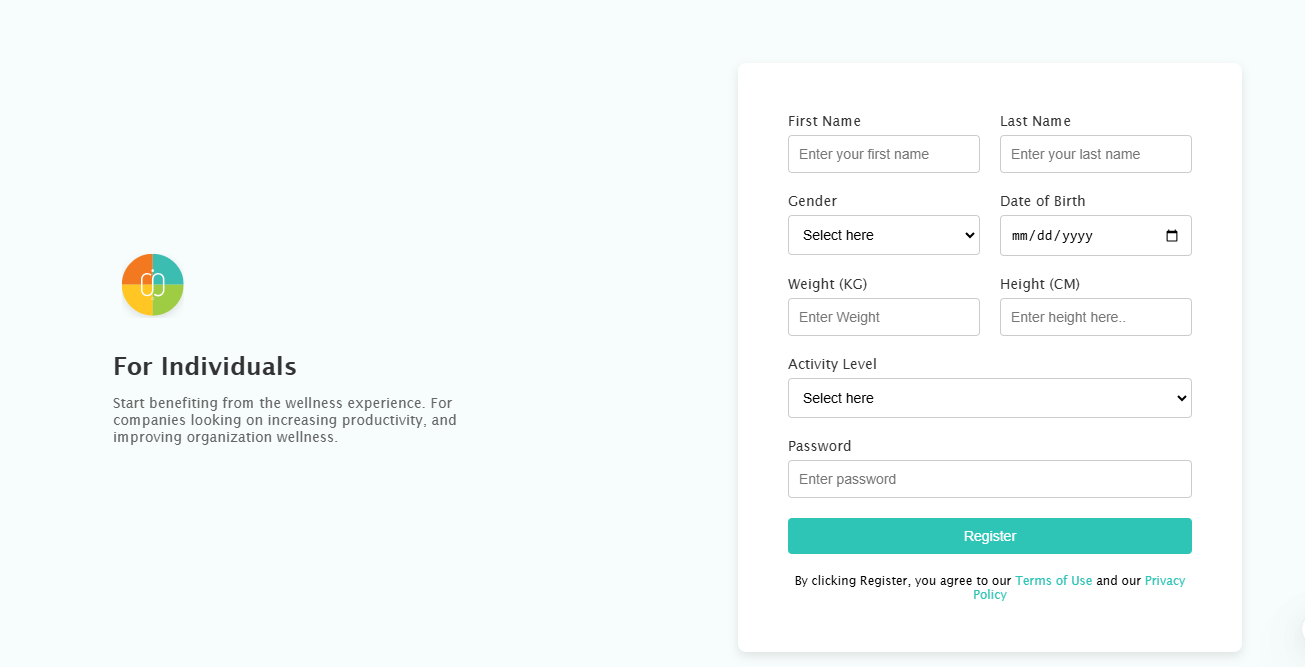 For Individuals
Start benefiting from the wellness experience. For
companies looking on increasing productivity, and
improving organization wellness.
First Name
Last Name
Enter your first name
Enter your last name
Gender
Date of Birth
Select here
mm/dd/yyyy
Weight (KG)
Height (CM)
Enter Weight
Enter height here..
Activity Level
Select here
Password
Enter password
Register
By clicking Register, you agree to our Terms of Use and our Privacy
Policy